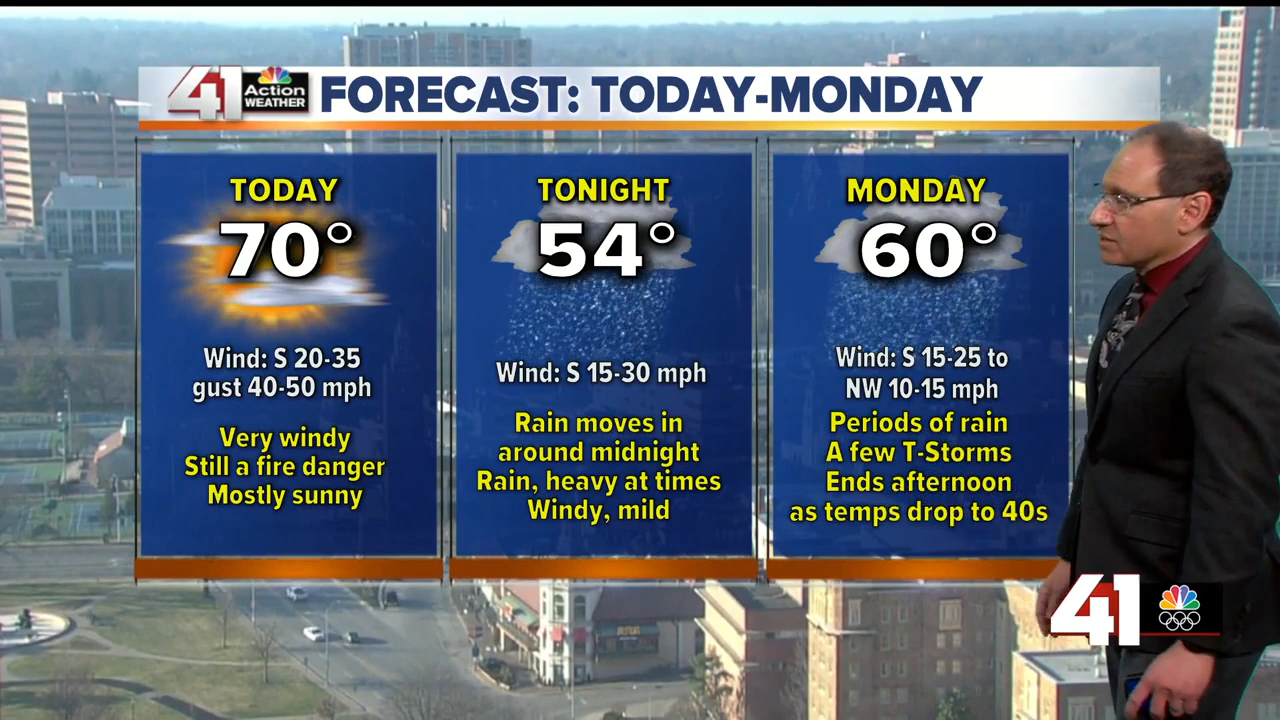 41 Action WEATHER FORECAST: TODAY-MONDAY
TODAY
70°
Wind: S 20-35
gust 40-50 mph
Very windy
Still a fire danger
Mostly sunny
TONIGHT
54°
Wind: S 15-30 mph
Rain moves in
around midnight
Rain, heavy at times
Windy, mild
MONDAY
60°
Wind: S 15-25 to
NW 10-15 mph
Periods of rain
A few T-Storms
Ends afternoon
as temps drop to 40s
41